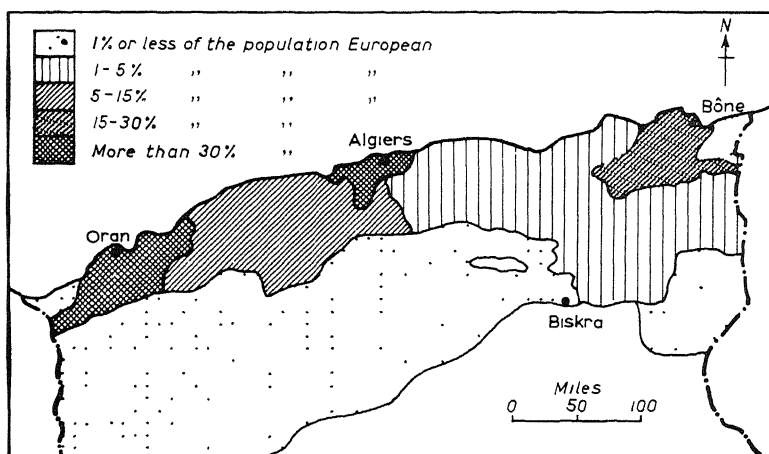 1% or less of the population European
1-5% ,, ,, ,,
5-15% ,, ,, ,,
15-30% ,, ,,
More than 30% ,,
N
Bône
Algiers
Oran
Biskra
Miles
0 50 100